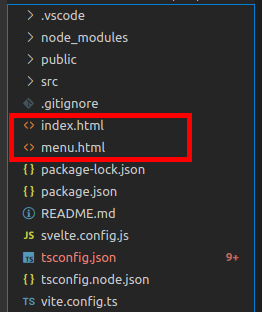 .vscode
node_modules
public
src
.gitignore
<> index.html
<> menu.html
{ } package-lock.json
{ } package.json
README.md
JS svelte.config.js
TS tsconfig.json 9+
{ } tsconfig.node.json
TS vite.config.ts